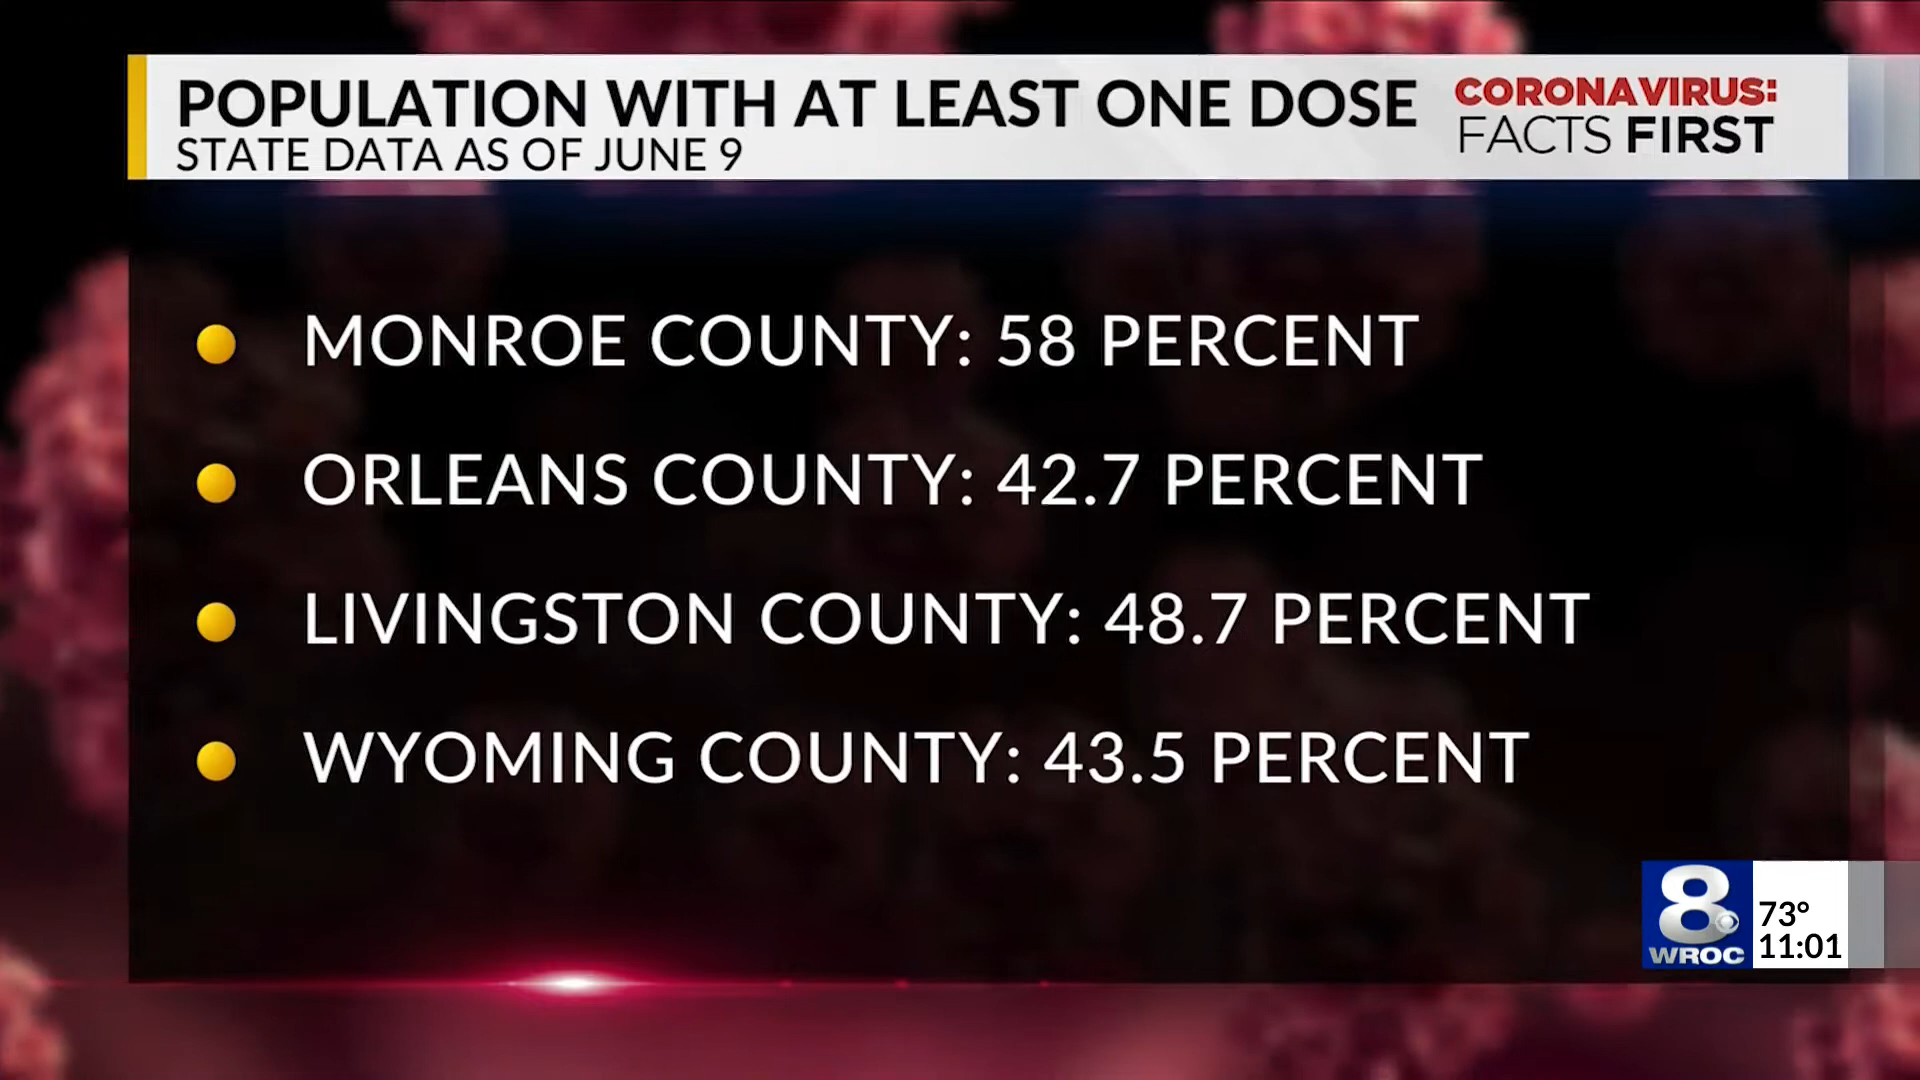 POPULATION WITH AT LEAST ONE DOSE
STATE DATA AS OF JUNE 9
CORONAVIRUS:
FACTS FIRST
MONROE COUNTY: 58 PERCENT
ORLEANS COUNTY: 42.7 PERCENT
LIVINGSTON COUNTY: 48.7 PERCENT
WYOMING COUNTY: 43.5 PERCENT
8
WROC
73°
11:01